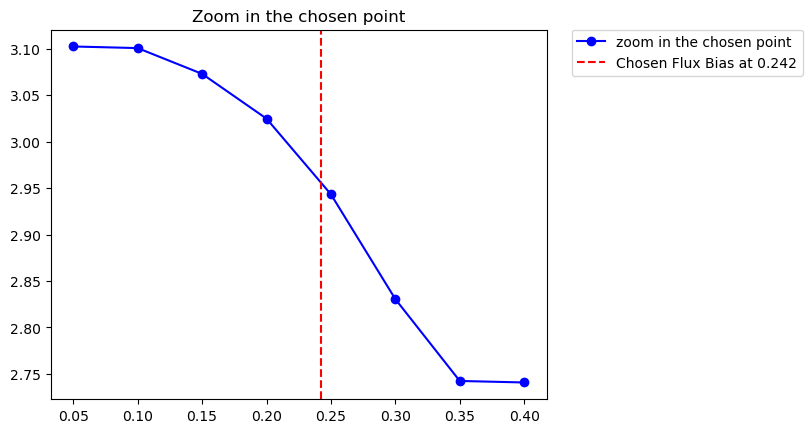 Zoom in the chosen point
zoom in the chosen point
Chosen Flux Bias at 0.242
3.10
3.05
3.00
2.95
2.90
2.85
2.80
2.75
0.05 0.10 0.15 0.20 0.25 0.30 0.35 0.40